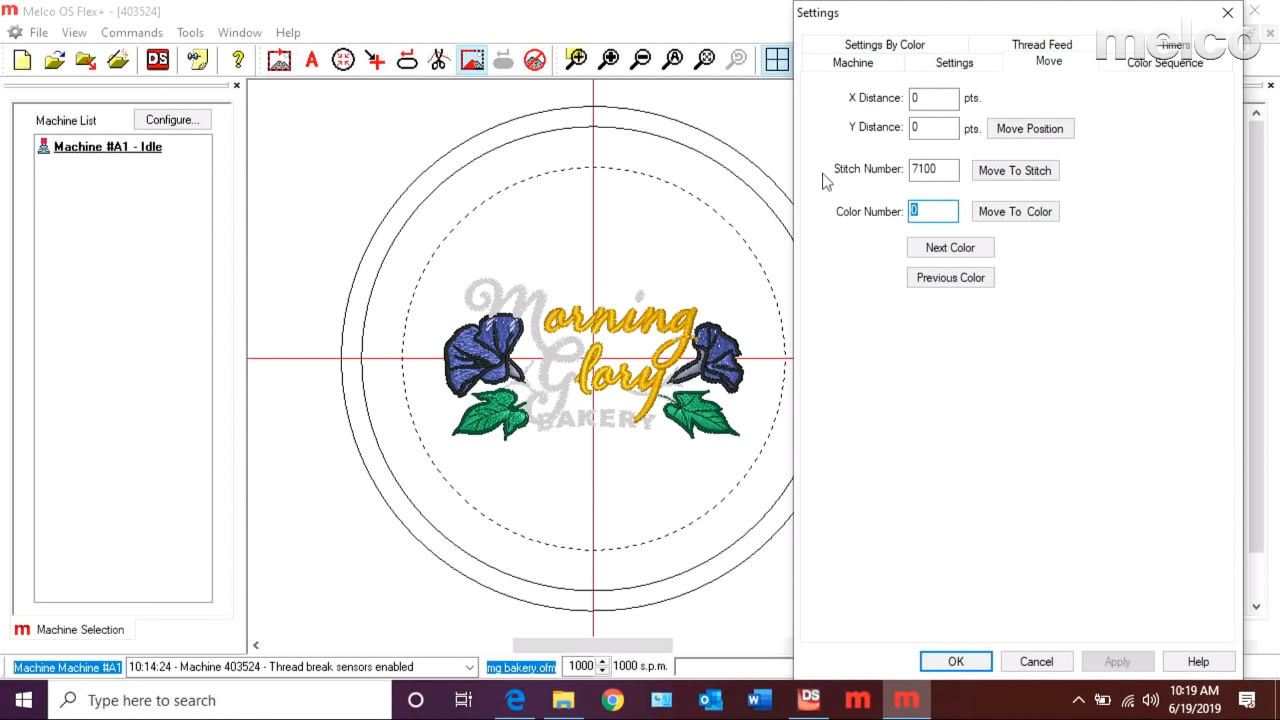 Melco OS Flex+ - [403524]
File View Commands Tools Window Help
DS
?
A
Machine List
Configure...
Machine #A1 - Idle
Machine Selection
Morning
Glory
BAKERY
Settings
Settings By Color
Thread Feed
Timers
Machine
Settings
Move
Color Sequence
melco
X Distance: 0 pts.
Y Distance: 0 pts. Move Position
Stitch Number: 7100 Move To Stitch
Color Number: 0 Move To Color
Next Color
Previous Color
OK Cancel Apply Help
Machine Machine #A1
10:14:24 - Machine 403524 - Thread break sensors enabled
mg bakery.ofm
1000
1000 s.p.m.
Type here to search
DS
10:19 AM
6/19/2019